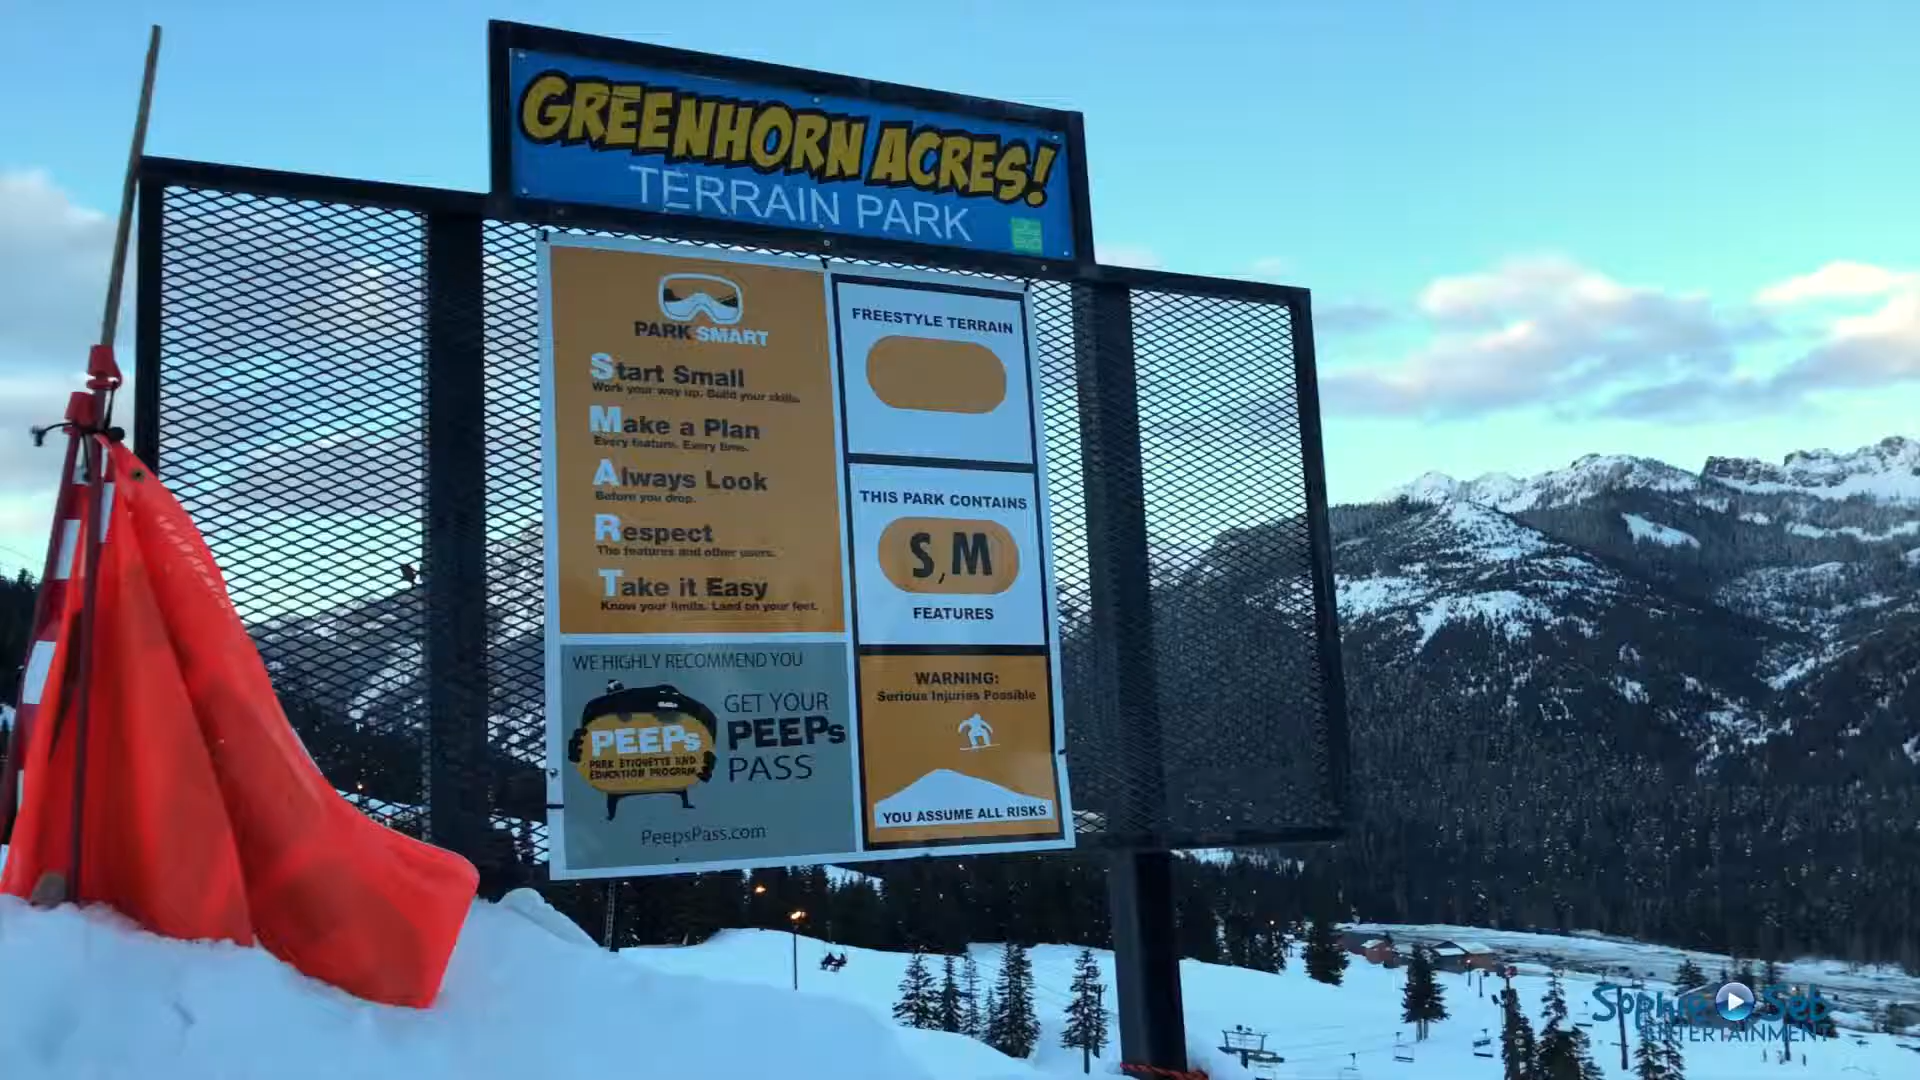 GREENHORN ACRES!
TERRAIN PARK
PARK SMART
Start Small
Work your way up. Build your skills.
Make a Plan
Every feature. Every time.
Always Look
Before you drop.
Respect
The features and other users.
Take it Easy
Know your limits. Land on your feet.
WE HIGHLY RECOMMEND YOU
GET YOUR
PEEPs
PASS
PEEPs
PARK ETIQUETTE AND
EDUCATION PROGRAM
PeepsPass.com
FREESTYLE TERRAIN
THIS PARK CONTAINS
S, M
FEATURES
WARNING:
Serious Injuries Possible
YOU ASSUME ALL RISKS
Sophie Seb
ENTERTAINMENT